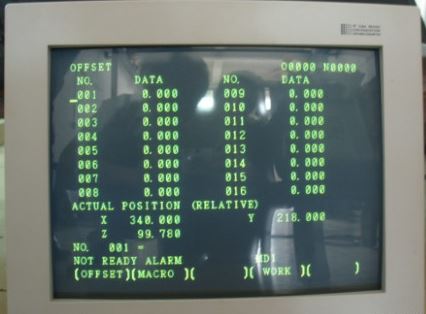 OFFSET O0000 N0000
NO. DATA NO. DATA
001 0.000 009 0.000
002 0.000 010 0.000
003 0.000 011 0.000
004 0.000 012 0.000
005 0.000 013 0.000
006 0.000 014 0.000
007 0.000 015 0.000
008 0.000 016 0.000
ACTUAL POSITION (RELATIVE)
X 340.000 Y 218.000
Z 99.780
NO. 001 =
NOT READY ALARM MDI
[OFFSET][MACRO ][ ][ WORK ][ ]